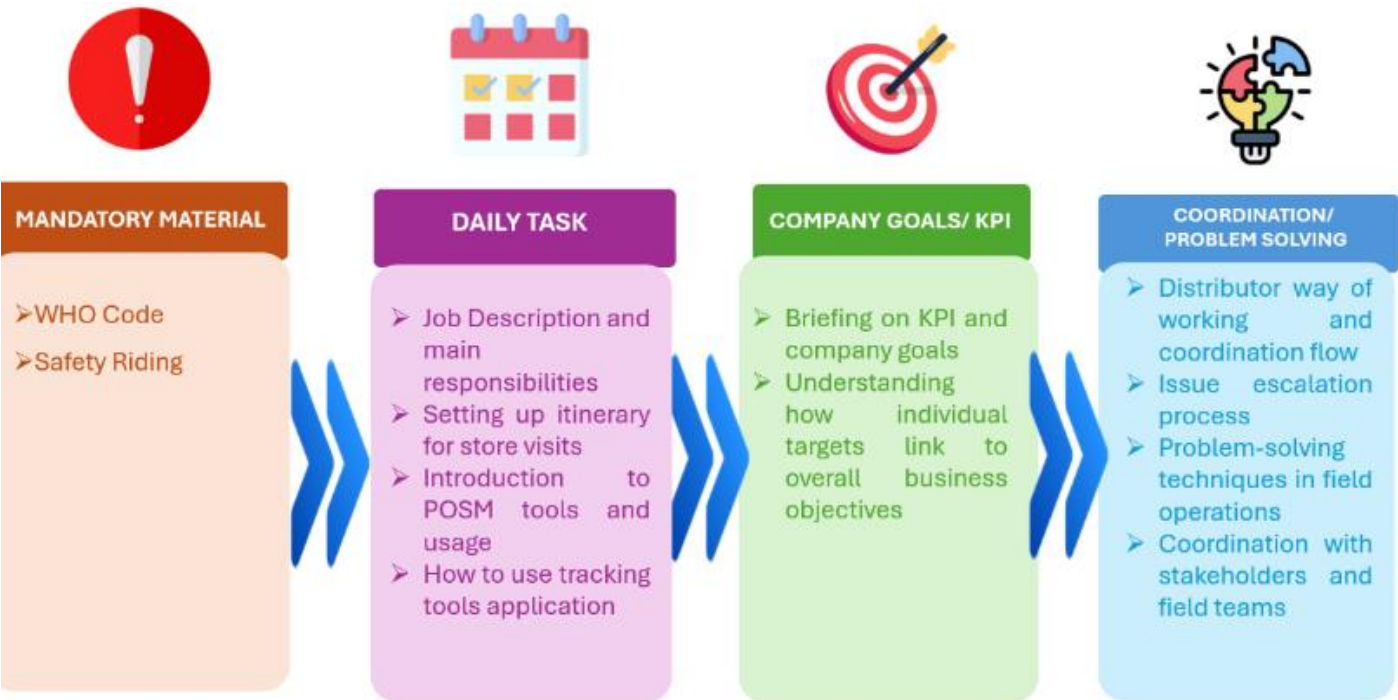 MANDATORY MATERIAL
➤WHO Code
➤Safety Riding
DAILY TASK
➤ Job Description and
main
responsibilities
➤ Setting up itinerary
for store visits
➤ Introduction to
POSM tools and
usage
➤ How to use tracking
tools application
COMPANY GOALS/ KPI
➤ Briefing on KPI and
company goals
➤ Understanding
how individual
targets link to
overall business
objectives
COORDINATION/
PROBLEM SOLVING
➤ Distributor way of
working and
coordination flow
➤ Issue escalation
process
➤ Problem-solving
techniques in field
operations
➤ Coordination with
stakeholders and
field teams